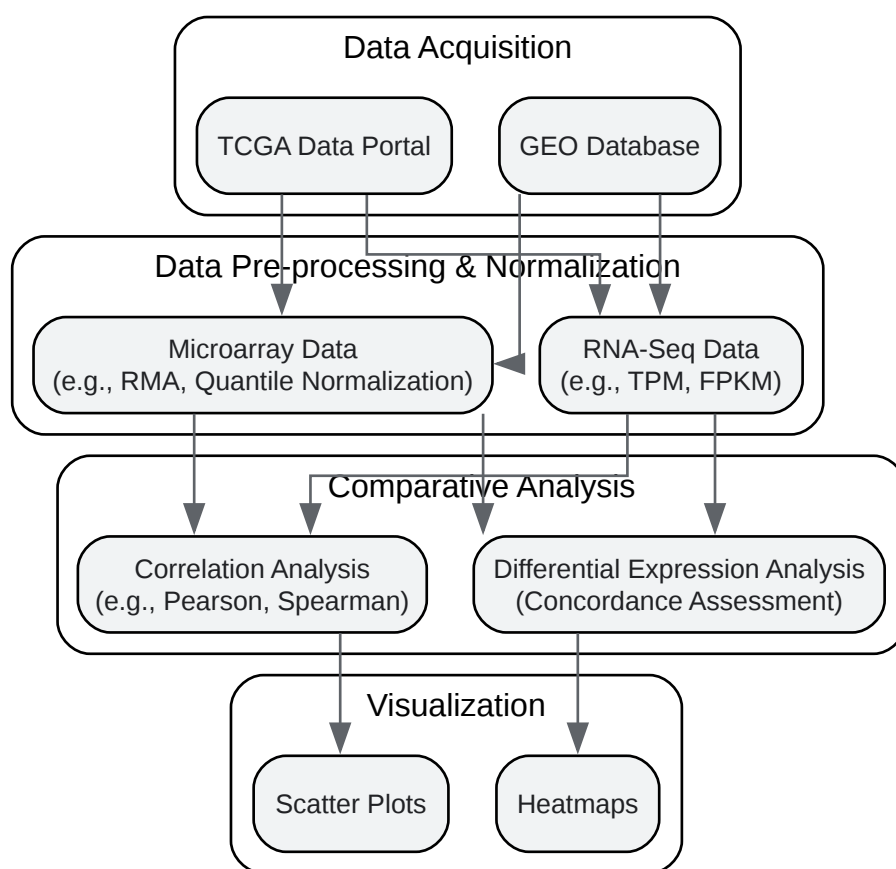 Data Acquisition
TCGA Data Portal
GEO Database
Data Pre-processing & Normalization
Microarray Data
(e.g., RMA, Quantile Normalization)
RNA-Seq Data
(e.g., TPM, FPKM)
Comparative Analysis
Correlation Analysis
(e.g., Pearson, Spearman)
Differential Expression Analysis
(Concordance Assessment)
Visualization
Scatter Plots
Heatmaps